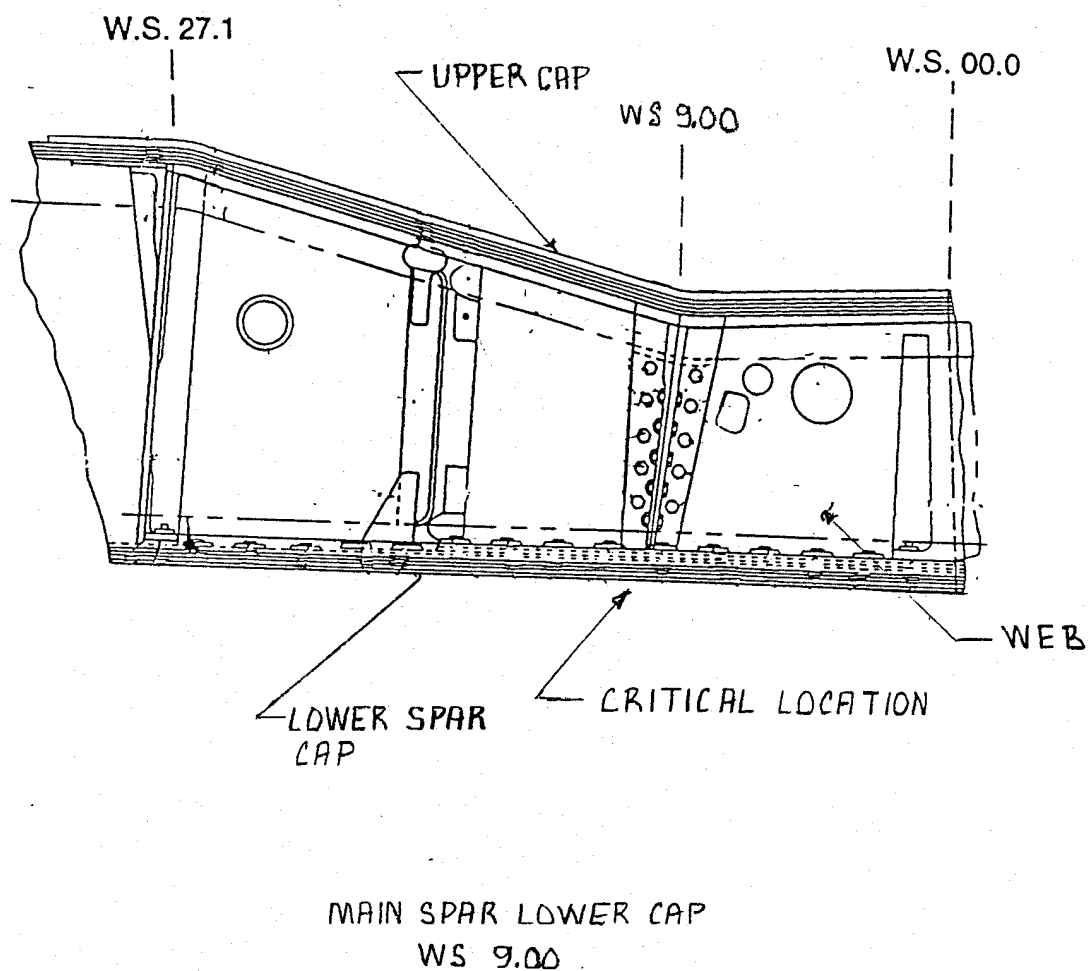 W.S. 27.1
W.S. 00.0
UPPER CAP
WS 9.00
WEB
CRITICAL LOCATION
LOWER SPAR
CAP
MAIN SPAR LOWER CAP
WS 9.00